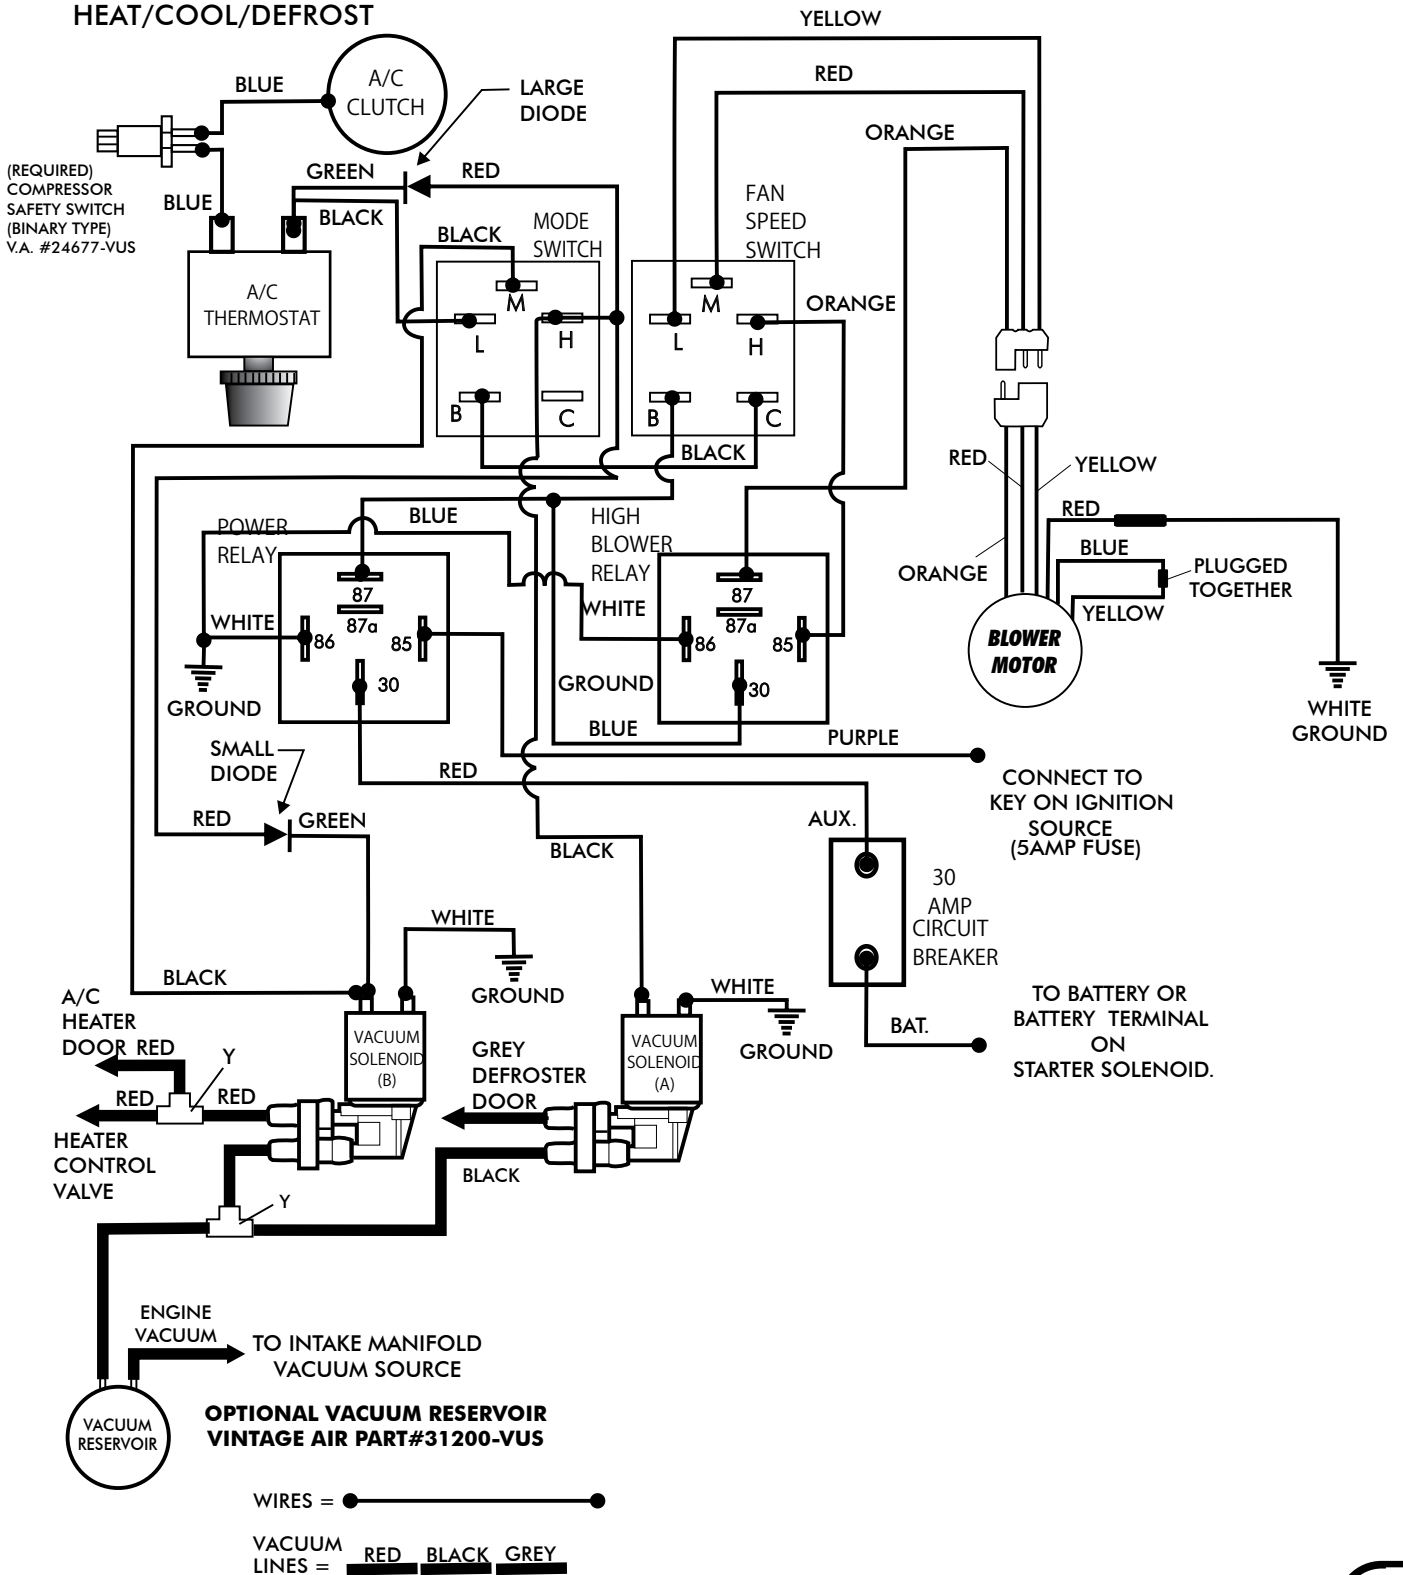 HEAT/COOL/DEFROST
YELLOW
A/C
CLUTCH
BLUE
LARGE
DIODE
RED
ORANGE
(REQUIRED)
COMPRESSOR
SAFETY SWITCH
(BINARY TYPE)
V.A. #24677-VUS
GREEN
RED
BLUE
BLACK
BLACK
MODE
SWITCH
FAN
SPEED
SWITCH
A/C
THERMOSTAT
M
L
H
B
C
M
L
H
B
C
ORANGE
BLACK
RED
YELLOW
RED
BLUE
PLUGGED
TOGETHER
YELLOW
ORANGE
BLOWER
MOTOR
WHITE
GROUND
POWER
RELAY
BLUE
HIGH
BLOWER
RELAY
87
87a
86
85
30
WHITE
GROUND
87
87a
86
85
30
WHITE
GROUND
BLUE
PURPLE
CONNECT TO
KEY ON IGNITION
SOURCE
(5AMP FUSE)
SMALL
DIODE
RED
RED
GREEN
AUX.
BLACK
30
AMP
CIRCUIT
BREAKER
WHITE
GROUND
BLACK
WHITE
GROUND
BAT.
TO BATTERY OR
BATTERY TERMINAL
ON
STARTER SOLENOID.
A/C
HEATER
DOOR RED
Y
VACUUM
SOLENOID
(B)
GREY
DEFROSTER
DOOR
VACUUM
SOLENOID
(A)
RED
RED
HEATER
CONTROL
VALVE
BLACK
Y
ENGINE
VACUUM
TO INTAKE MANIFOLD
VACUUM SOURCE
VACUUM
RESERVOIR
OPTIONAL VACUUM RESERVOIR
VINTAGE AIR PART#31200-VUS
WIRES =
VACUUM
LINES = RED BLACK GREY